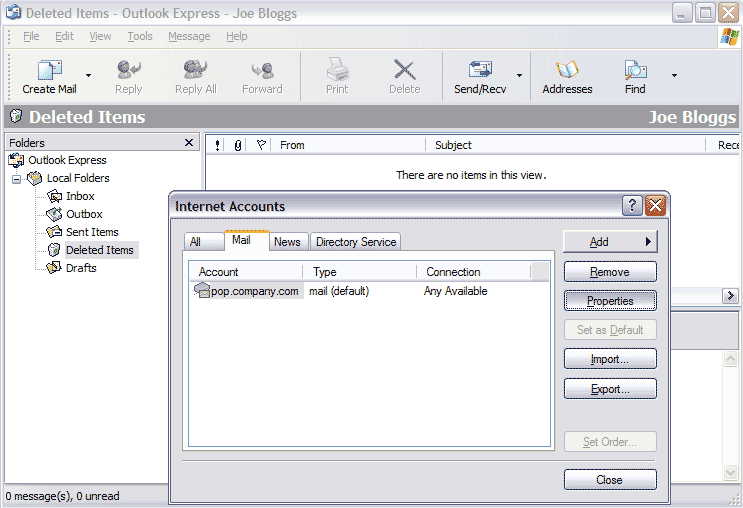 Deleted Items - Outlook Express - Joe Bloggs
File Edit View Tools Message Help
Create Mail Reply Reply All Forward Print Delete Send/Recv Addresses Find
Deleted Items Joe Bloggs
Folders
! From Subject Rece
Outlook Express
There are no items in this view.
Local Folders
Inbox
Outbox
Sent Items
Deleted Items
Drafts
Internet Accounts
All Mail News Directory Service
Account Type Connection
pop.company.com mail (default) Any Available
Add
Remove
Properties
Set as Default
Import...
Export...
Set Order...
Close
0 message(s), 0 unread